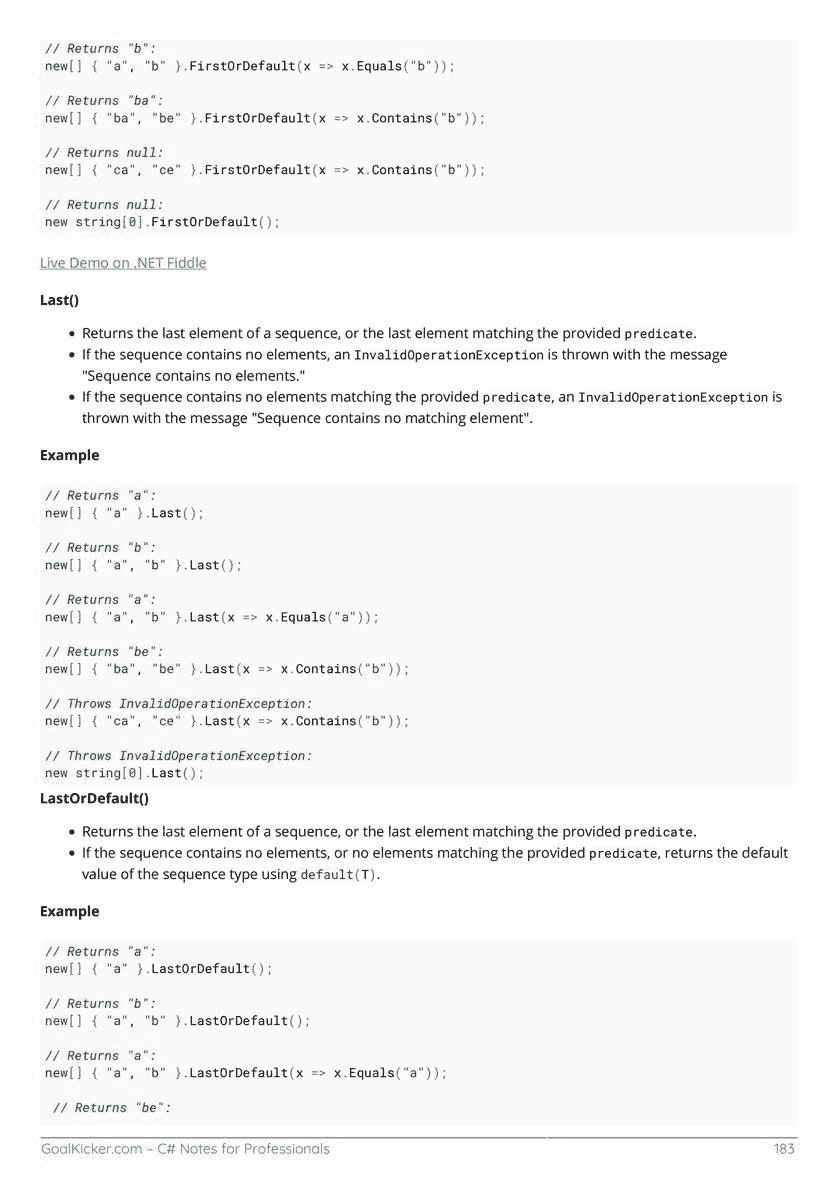 // Returns "b":
new[] { "a", "b" }.FirstOrDefault(x => x.Equals("b"));
// Returns "ba":
new[] { "ba", "be" }.FirstOrDefault(x => x.Contains("b"));
// Returns null:
new[] { "ca", "ce" }.FirstOrDefault(x => x.Contains("b"));
// Returns null:
new string[0].FirstOrDefault();
Live Demo on .NET Fiddle
Last()
• Returns the last element of a sequence, or the last element matching the provided predicate.
• If the sequence contains no elements, an InvalidOperationException is thrown with the message
"Sequence contains no elements."
• If the sequence contains no elements matching the provided predicate, an InvalidOperationException is
thrown with the message "Sequence contains no matching element".
Example
// Returns "a":
new[] { "a" }.Last();
// Returns "b":
new[] { "a", "b" }.Last();
// Returns "a":
new[] { "a", "b" }.Last(x => x.Equals("a"));
// Returns "be":
new[] { "ba", "be" }.Last(x => x.Contains("b"));
// Throws InvalidOperationException:
new[] { "ca", "ce" }.Last(x => x.Contains("b"));
// Throws InvalidOperationException:
new string[0].Last();
LastOrDefault()
• Returns the last element of a sequence, or the last element matching the provided predicate.
• If the sequence contains no elements, or no elements matching the provided predicate, returns the default
value of the sequence type using default(T).
Example
// Returns "a":
new[] { "a" }.LastOrDefault();
// Returns "b":
new[] { "a", "b" }.LastOrDefault();
// Returns "a":
new[] { "a", "b" }.LastOrDefault(x => x.Equals("a"));
// Returns "be":
GoalKicker.com – C# Notes for Professionals 183